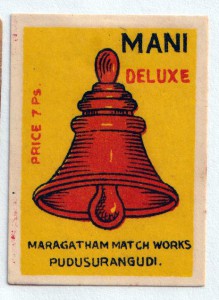 MANI
DELUXE
PRICE 7 Ps.
MARAGATHAM MATCH WORKS
PUDUSURANGUDI.